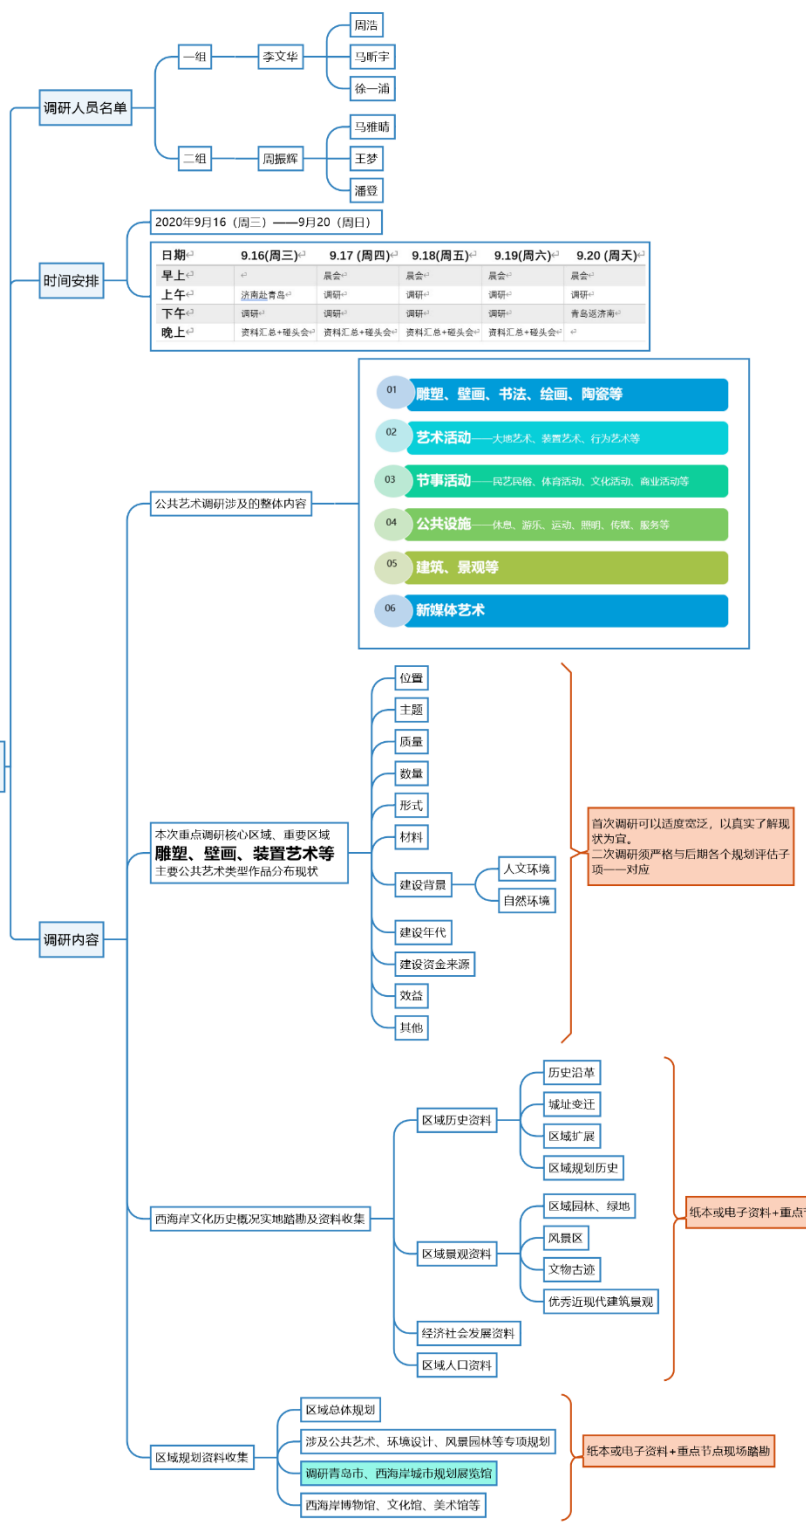 调研人员名单
一组
李文华
周浩
马昕宇
徐一浦
二组
周振辉
马雅晴
王梦
潘登
时间安排
2020年9月16（周三）——9月20（周日）
日期 9.16(周三) 9.17 (周四) 9.18(周五) 9.19(周六) 9.20 (周天)
早上 晨会 晨会 晨会 晨会
上午 济南赴青岛 调研 调研 调研 调研
下午 调研 调研 调研 调研 青岛返济南
晚上 资料汇总+碰头会 资料汇总+碰头会 资料汇总+碰头会 资料汇总+碰头会
调研内容
公共艺术调研涉及的整体内容
01 雕塑、壁画、书法、绘画、陶瓷等
02 艺术活动——大地艺术、装置艺术、行为艺术等
03 节事活动——民艺民俗、体育活动、文化活动、商业活动等
04 公共设施——休息、游乐、运动、照明、传媒、服务等
05 建筑、景观等
06 新媒体艺术
本次重点调研核心区域、重要区域
雕塑、壁画、装置艺术等
主要公共艺术类型作品分布现状
位置
主题
质量
数量
形式
材料
建设背景
人文环境
自然环境
建设年代
建设资金来源
效益
其他
首次调研可以适度宽泛，以真实了解现
状为宜。
二次调研须严格与后期各个规划评估子
项一一对应
西海岸文化历史概况实地踏勘及资料收集
区域历史资料
历史沿革
城址变迁
区域扩展
区域规划历史
区域景观资料
区域园林、绿地
风景区
文物古迹
优秀近现代建筑景观
经济社会发展资料
区域人口资料
纸本或电子资料+重点
区域规划资料收集
区域总体规划
涉及公共艺术、环境设计、风景园林等专项规划
调研青岛市、西海岸城市规划展览馆
西海岸博物馆、文化馆、美术馆等
纸本或电子资料+重点节点现场踏勘